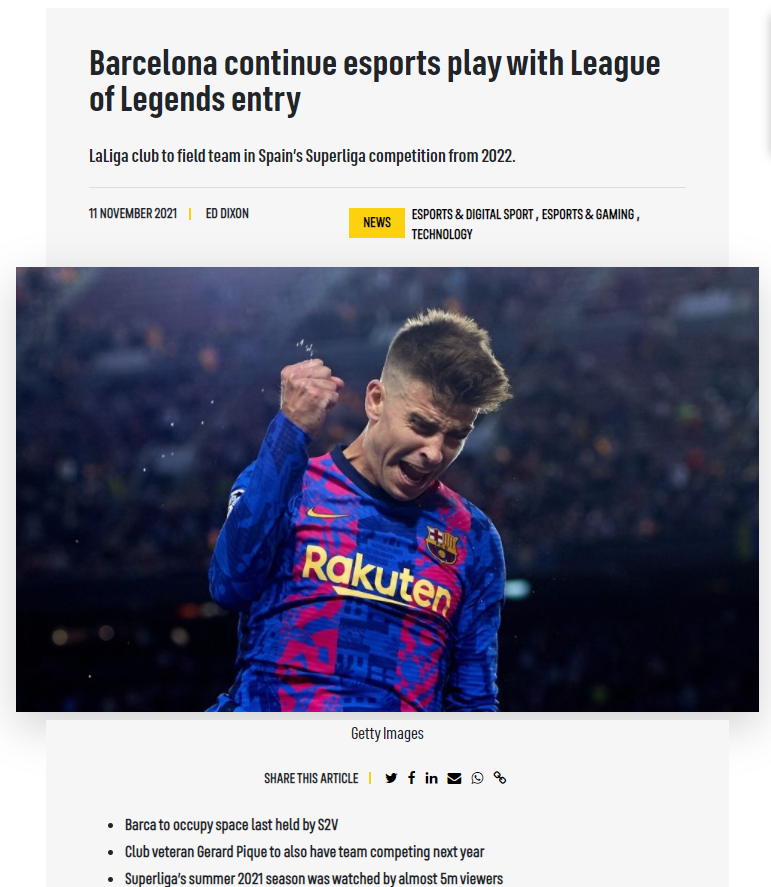 Barcelona continue esports play with League
of Legends entry
LaLiga club to field team in Spain's Superliga competition from 2022.
11 NOVEMBER 2021 | ED DIXON
NEWS
ESPORTS & DIGITAL SPORT , ESPORTS & GAMING ,
TECHNOLOGY
Rakuten
Getty Images
SHARE THIS ARTICLE |
• Barca to occupy space last held by S2V
• Club veteran Gerard Pique to also have team competing next year
• Superliga's summer 2021 season was watched by almost 5m viewers